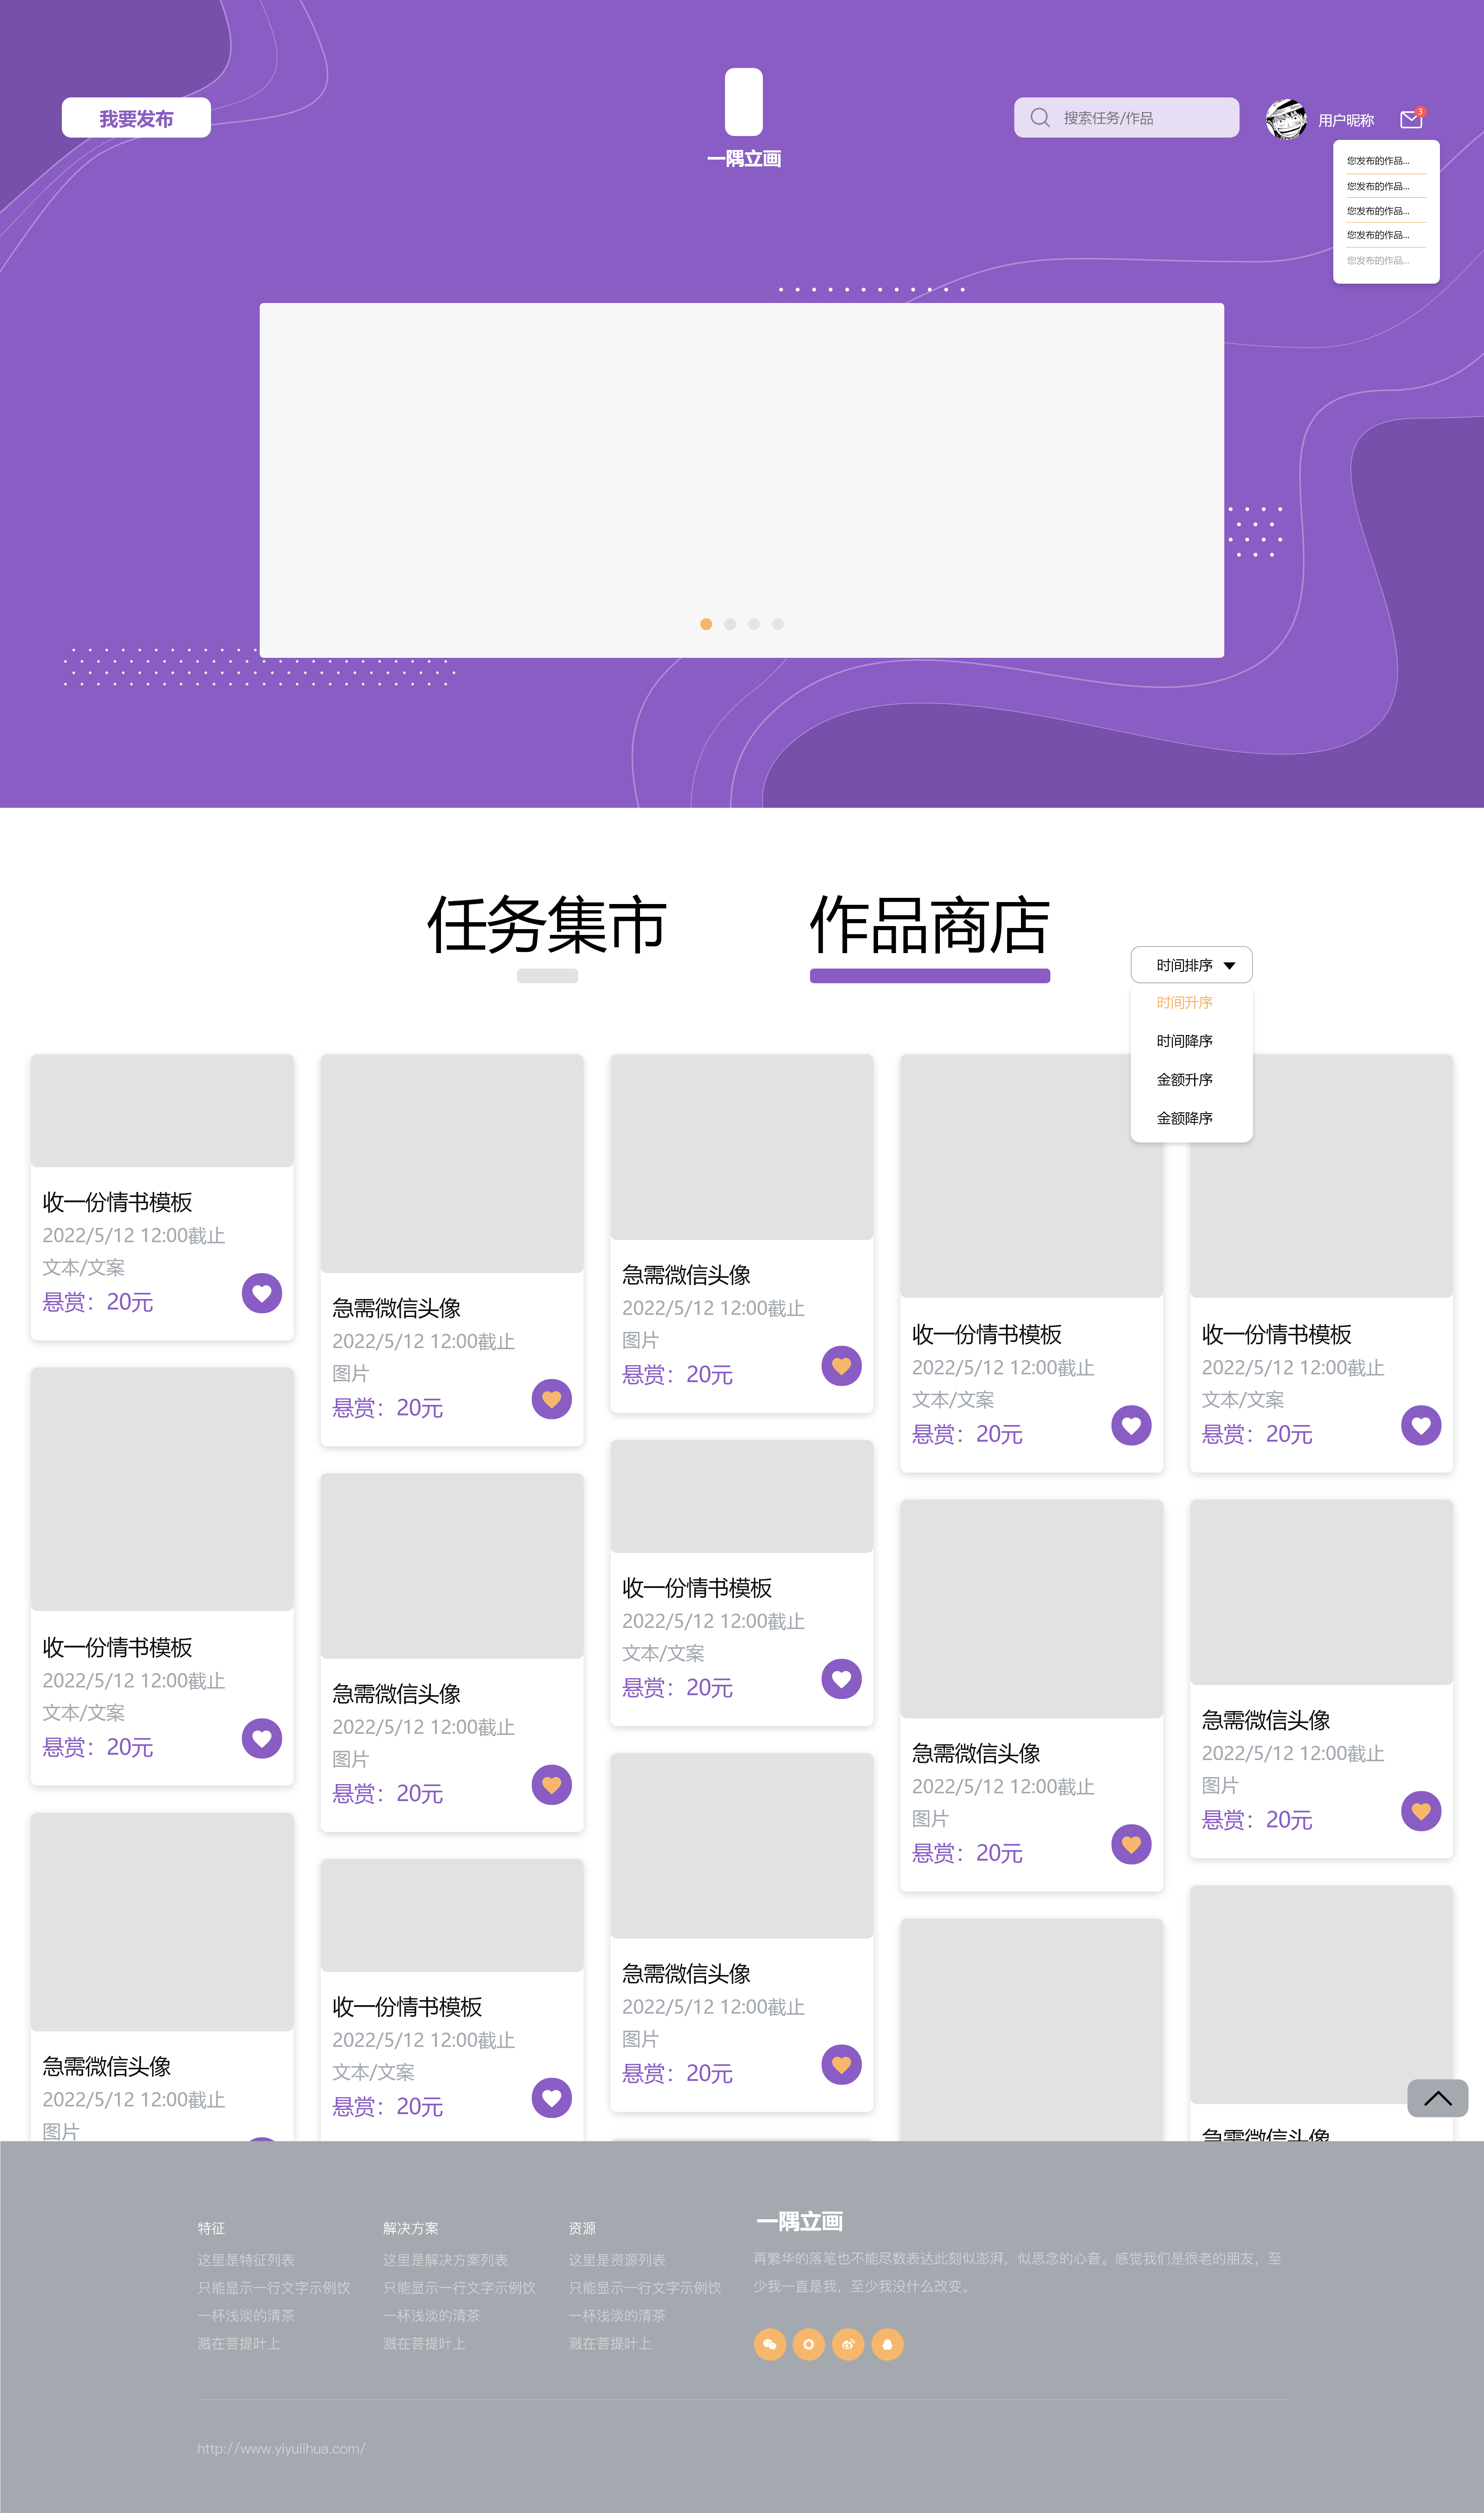 我要发布
一隅立画
搜索任务/作品
用户昵称
3
您发布的作品...
您发布的作品...
您发布的作品...
您发布的作品...
您发布的作品...
任务集市
作品商店
时间排序
时间升序
时间降序
金额升序
金额降序
收一份情书模板
2022/5/12 12:00截止
文本/文案
悬赏：20元
收一份情书模板
2022/5/12 12:00截止
文本/文案
悬赏：20元
急需微信头像
2022/5/12 12:00截止
图片
急需微信头像
2022/5/12 12:00截止
图片
悬赏：20元
急需微信头像
2022/5/12 12:00截止
图片
悬赏：20元
收一份情书模板
2022/5/12 12:00截止
文本/文案
悬赏：20元
急需微信头像
2022/5/12 12:00截止
图片
悬赏：20元
收一份情书模板
2022/5/12 12:00截止
文本/文案
悬赏：20元
急需微信头像
2022/5/12 12:00截止
图片
悬赏：20元
收一份情书模板
2022/5/12 12:00截止
文本/文案
悬赏：20元
急需微信头像
2022/5/12 12:00截止
图片
悬赏：20元
收一份情书模板
2022/5/12 12:00截止
文本/文案
悬赏：20元
急需微信头像
2022/5/12 12:00截止
图片
悬赏：20元
急需微信头像
特征
这里是特征列表
只能显示一行文字示例饮
一杯浅淡的清茶
溅在菩提叶上
解决方案
这里是解决方案列表
只能显示一行文字示例饮
一杯浅淡的清茶
溅在菩提叶上
资源
这里是资源列表
只能显示一行文字示例饮
一杯浅淡的清茶
溅在菩提叶上
一隅立画
再繁华的落笔也不能尽数表达此刻似澎湃，似思念的心音。感觉我们是很老的朋友，至
少我一直是我，至少我没什么改变。
http://www.yiyulihua.com/